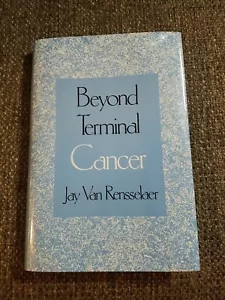 Beyond
Terminal
Cancer
Jay Van Rensselaer